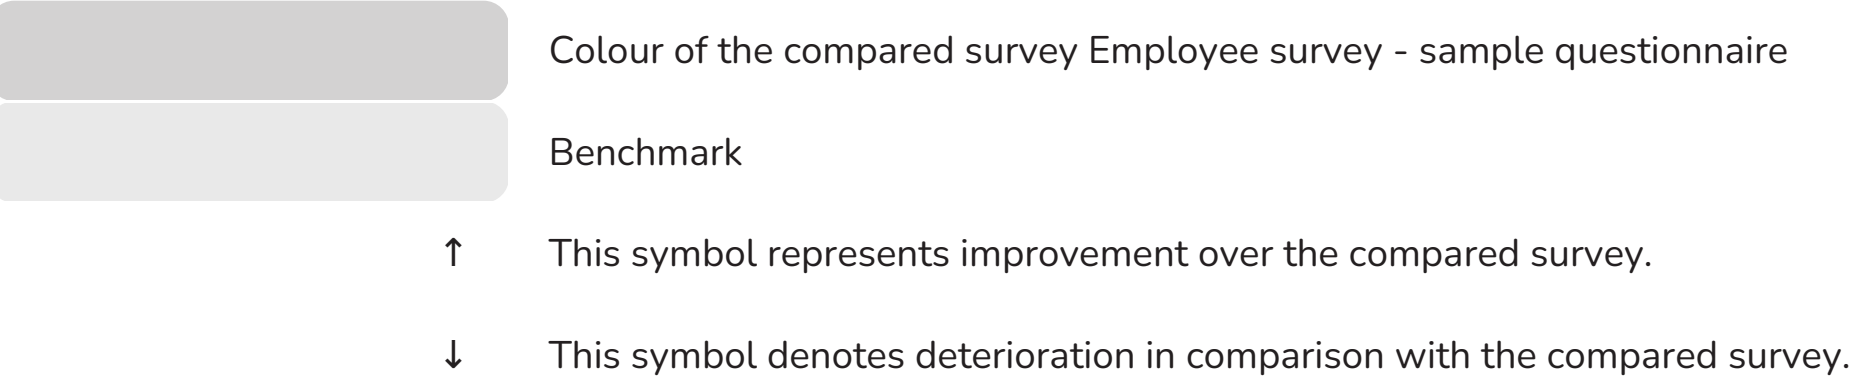 Colour of the compared survey Employee survey - sample questionnaire
Benchmark
↑ This symbol represents improvement over the compared survey.
↓ This symbol denotes deterioration in comparison with the compared survey.